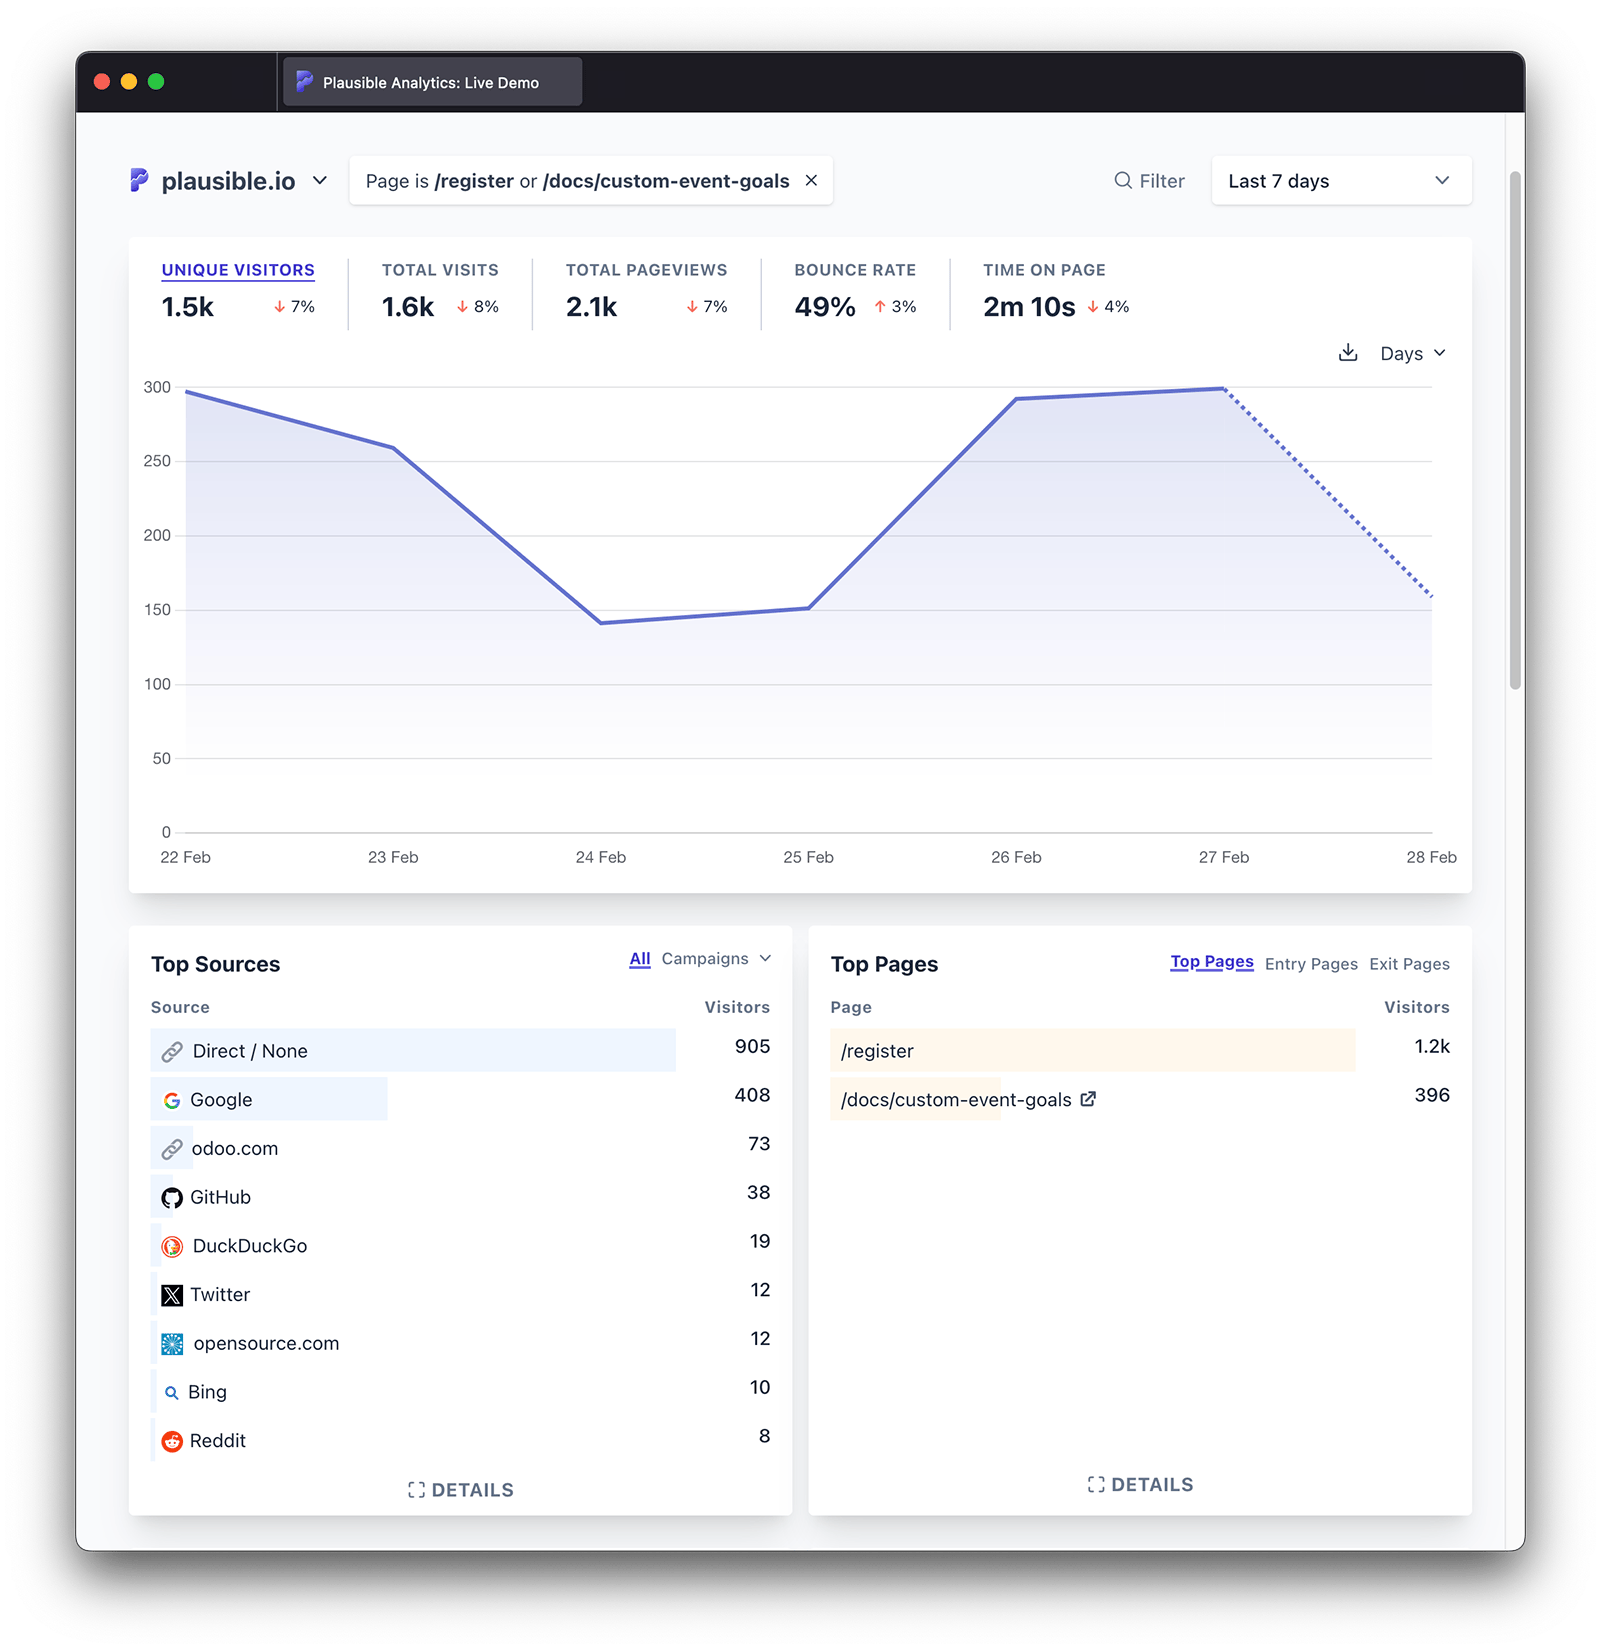 Plausible Analytics: Live Demo
plausible.io
Page is /register or /docs/custom-event-goals
Filter
Last 7 days
UNIQUE VISITORS
1.5k 7%
TOTAL VISITS
1.6k 8%
TOTAL PAGEVIEWS
2.1k 7%
BOUNCE RATE
49% 3%
TIME ON PAGE
2m 10s 4%
Days
300
250
200
150
100
50
0
22 Feb 23 Feb 24 Feb 25 Feb 26 Feb 27 Feb 28 Feb
Top Sources All Campaigns
Source Visitors
Direct / None 905
Google 408
odoo.com 73
GitHub 38
DuckDuckGo 19
Twitter 12
opensource.com 12
Bing 10
Reddit 8
DETAILS
Top Pages Top Pages Entry Pages Exit Pages
Page Visitors
/register 1.2k
/docs/custom-event-goals 396
DETAILS